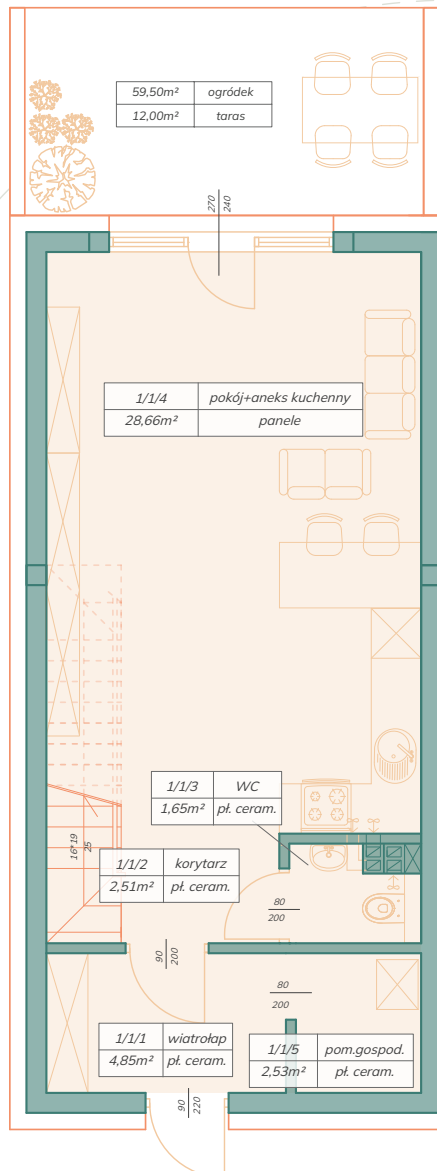 59,50m² ogródek
12,00m² taras
270
240
1/1/4 pokój+aneks kuchenny
28,66m² panele
1/1/3 WC
1,65m² pł. ceram.
16*19
25
1/1/2 korytarz
2,51m² pł. ceram.
80
200
90
200
80
200
1/1/1 wiatrołap
4,85m² pł. ceram.
1/1/5 pom.gospod.
2,53m² pł. ceram.
90
220